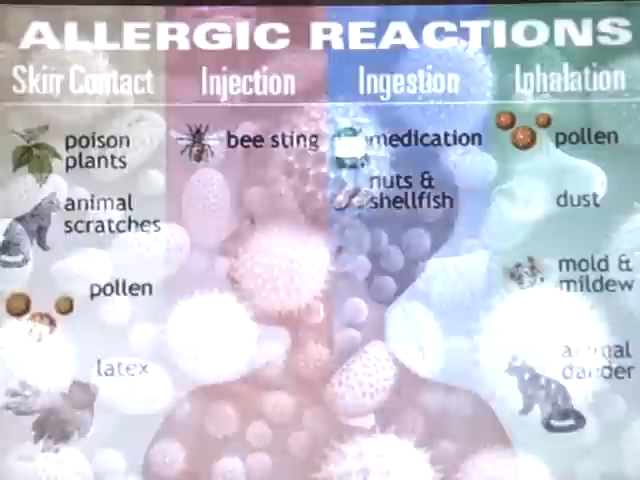 ALLERGIC REACTIONS
Skin Contact
Injection
Ingestion
Inhalation
poison
plants
animal
scratches
pollen
latex
bee sting
medication
nuts &
shellfish
pollen
dust
mold &
mildew
animal
dander